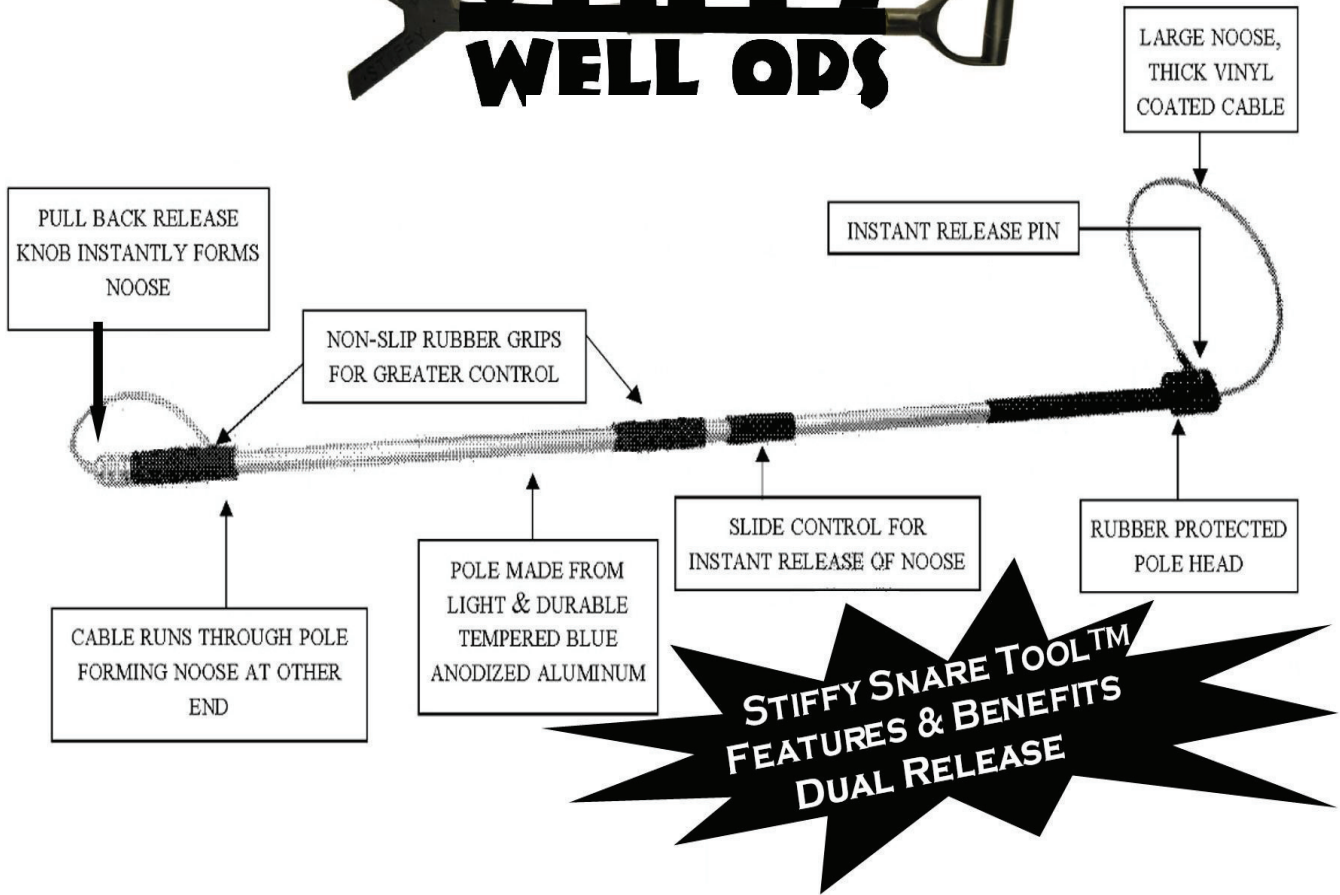 WELL OPS
LARGE NOOSE,
THICK VINYL
COATED CABLE
PULL BACK RELEASE
KNOB INSTANTLY FORMS
NOOSE
INSTANT RELEASE PIN
NON-SLIP RUBBER GRIPS
FOR GREATER CONTROL
SLIDE CONTROL FOR
INSTANT RELEASE OF NOOSE
RUBBER PROTECTED
POLE HEAD
POLE MADE FROM
LIGHT & DURABLE
TEMPERED BLUE
ANODIZED ALUMINUM
CABLE RUNS THROUGH POLE
FORMING NOOSE AT OTHER
END
STIFFY SNARE TOOL™
FEATURES & BENEFITS
DUAL RELEASE